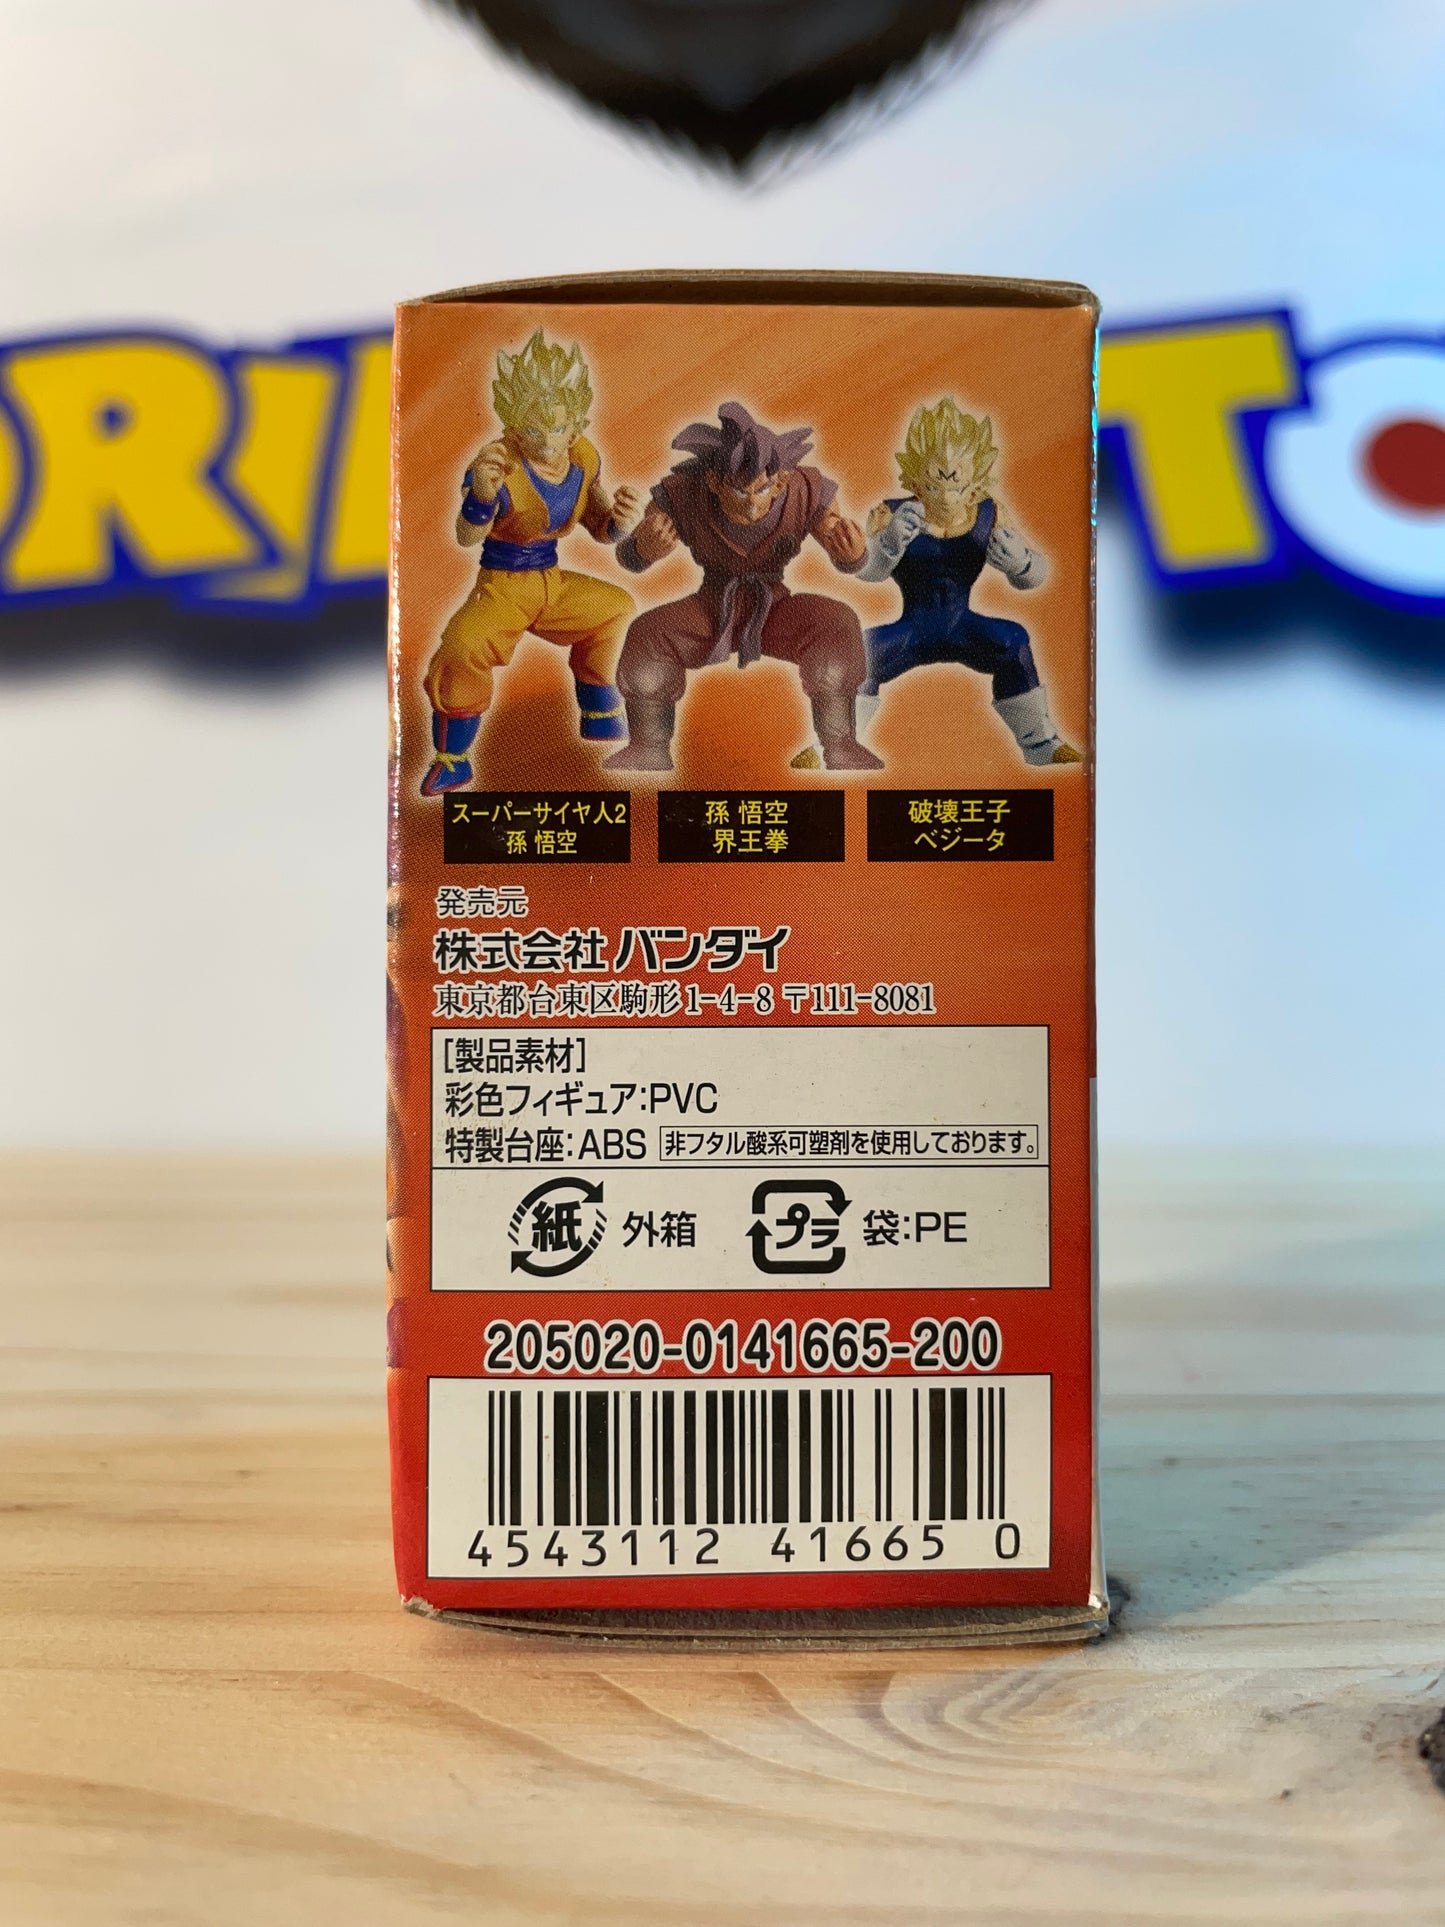 スーパーサイヤ人2
孫 悟空
孫 悟空
界王拳
破壊王子
ベジータ
発売元
株式会社 バンダイ
東京都台東区駒形1-4-8 〒111-8081
[製品素材]
彩色フィギュア:PVC
特製台座:ABS 非フタル酸系可塑剤を使用しております。
紙 外箱 プラ 袋:PE
205020-0141665-200
4543112 41665 0